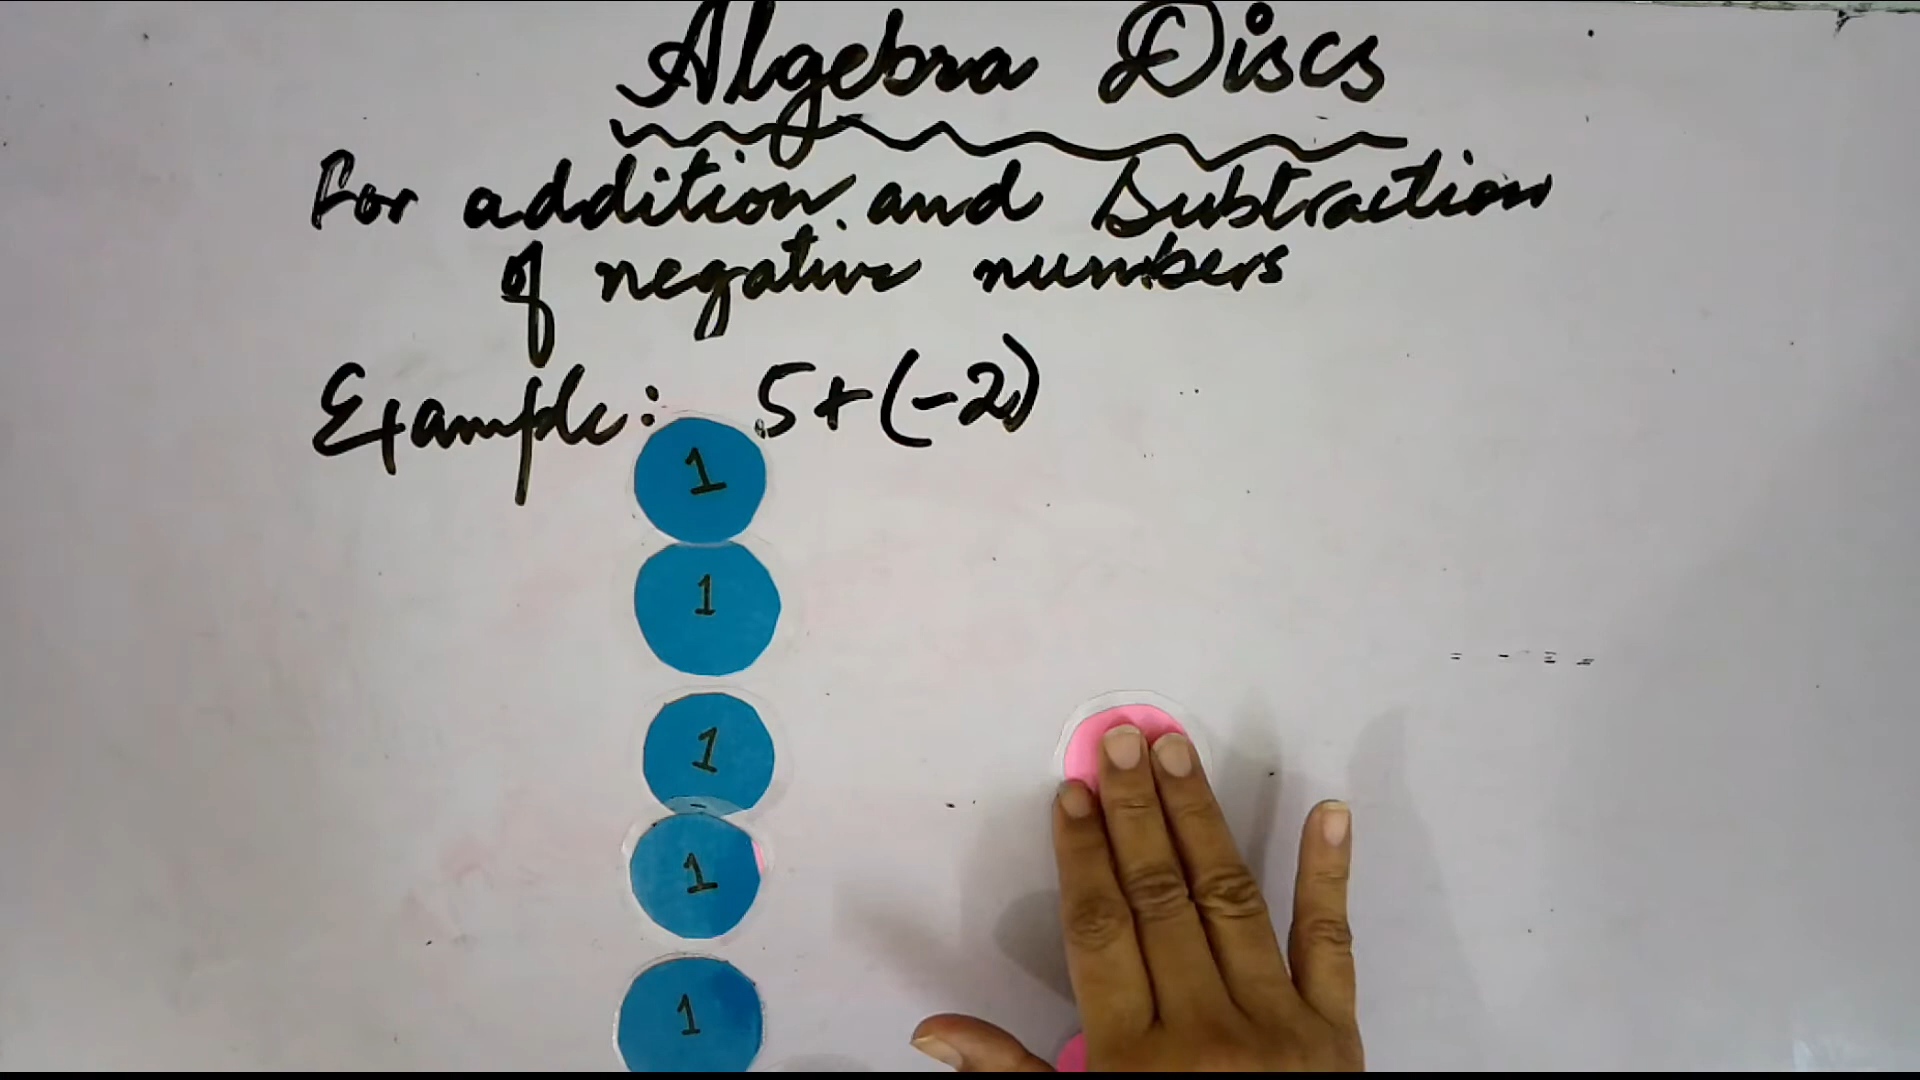 Algebra Discs
For addition and Subtraction
of negative numbers
Example: 5+(-2)
1
1
1
1
1